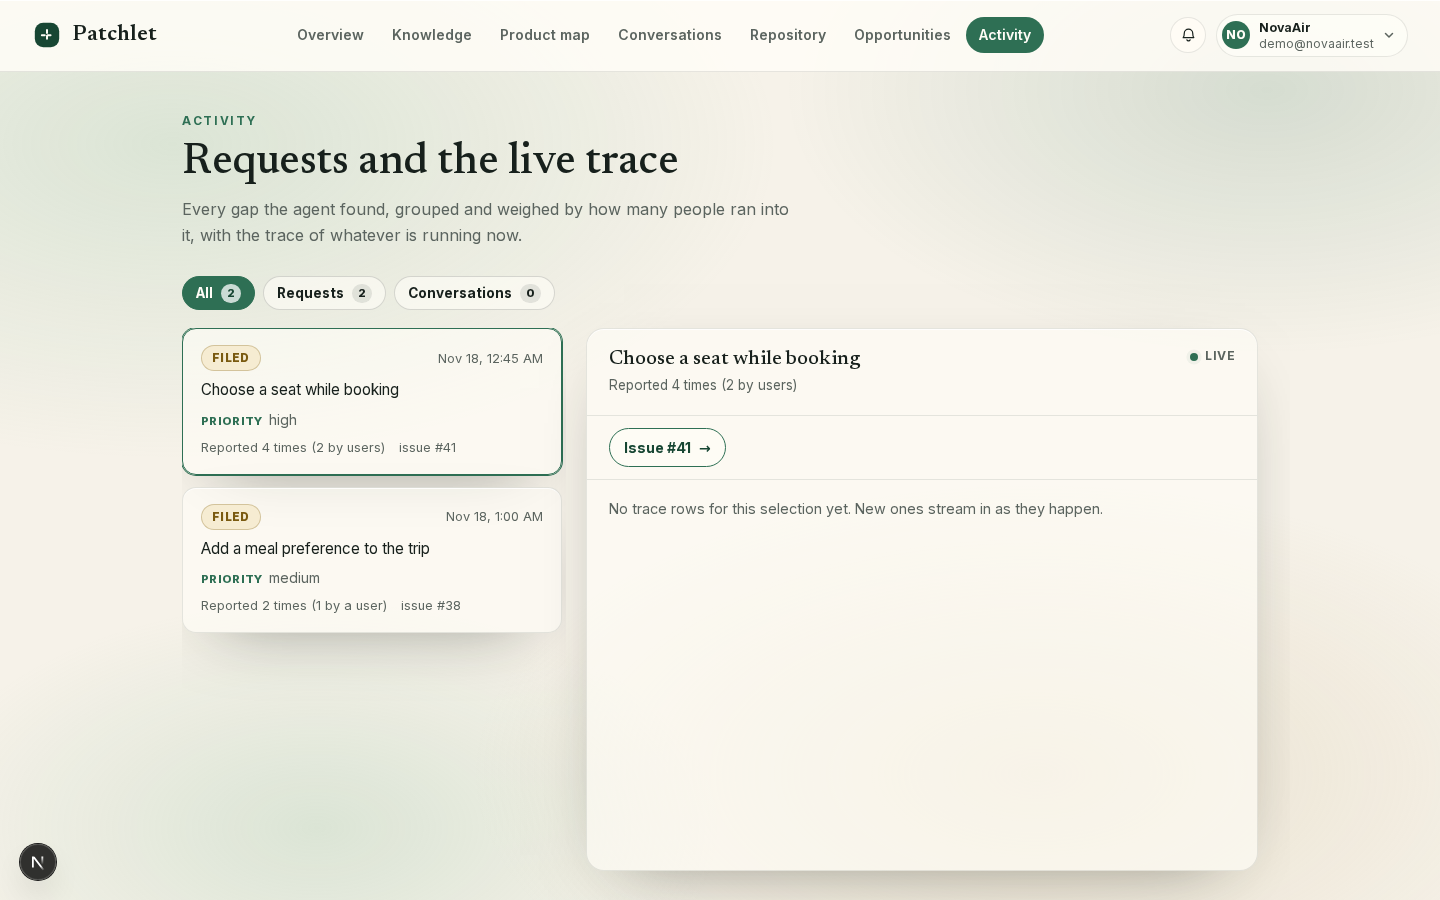 Patchlet
Overview Knowledge Product map Conversations Repository Opportunities Activity
NO NovaAir
demo@novaair.test
ACTIVITY
Requests and the live trace
Every gap the agent found, grouped and weighed by how many people ran into
it, with the trace of whatever is running now.
All 2 Requests 2 Conversations 0
FILED Nov 18, 12:45 AM
Choose a seat while booking
PRIORITY high
Reported 4 times (2 by users) issue #41
FILED Nov 18, 1:00 AM
Add a meal preference to the trip
PRIORITY medium
Reported 2 times (1 by a user) issue #38
Choose a seat while booking
LIVE
Reported 4 times (2 by users)
Issue #41 →
No trace rows for this selection yet. New ones stream in as they happen.
N